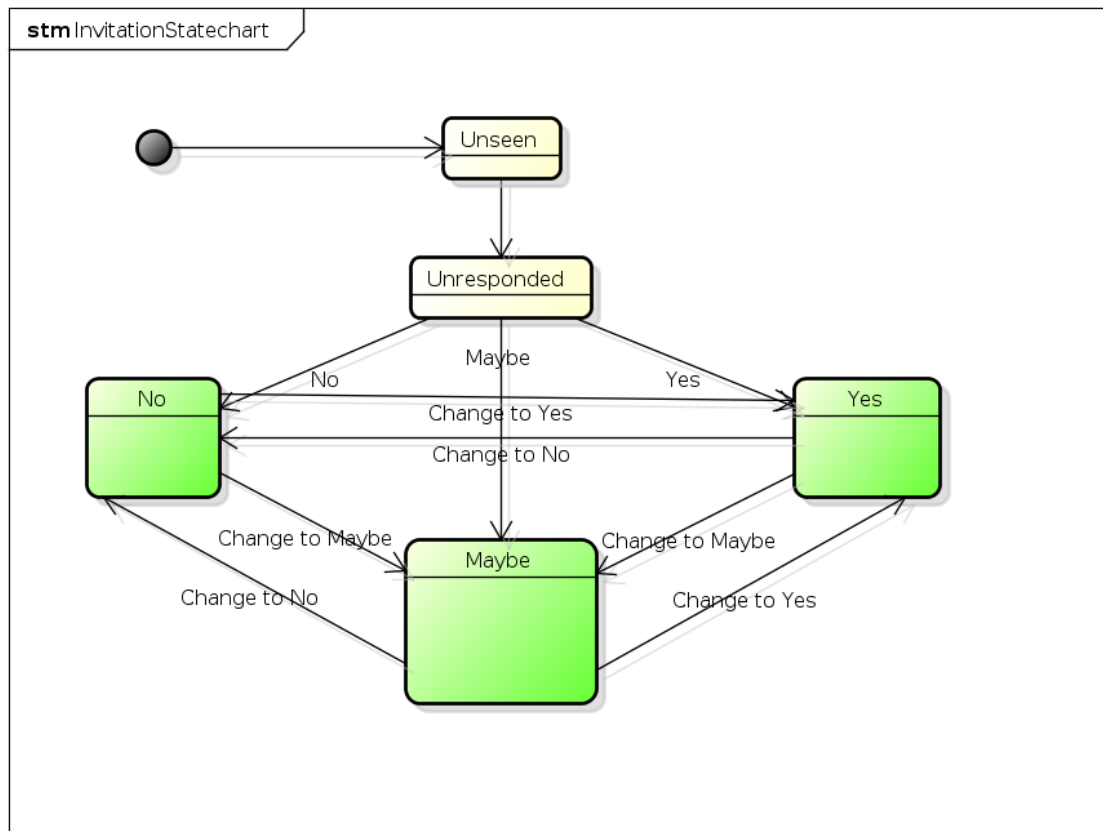 stm InvitationStatechart
Unseen
Unresponded
Maybe
No
Yes
No
Yes
Change to Yes
Change to No
Change to Maybe
Change to Maybe
Maybe
Change to No
Change to Yes